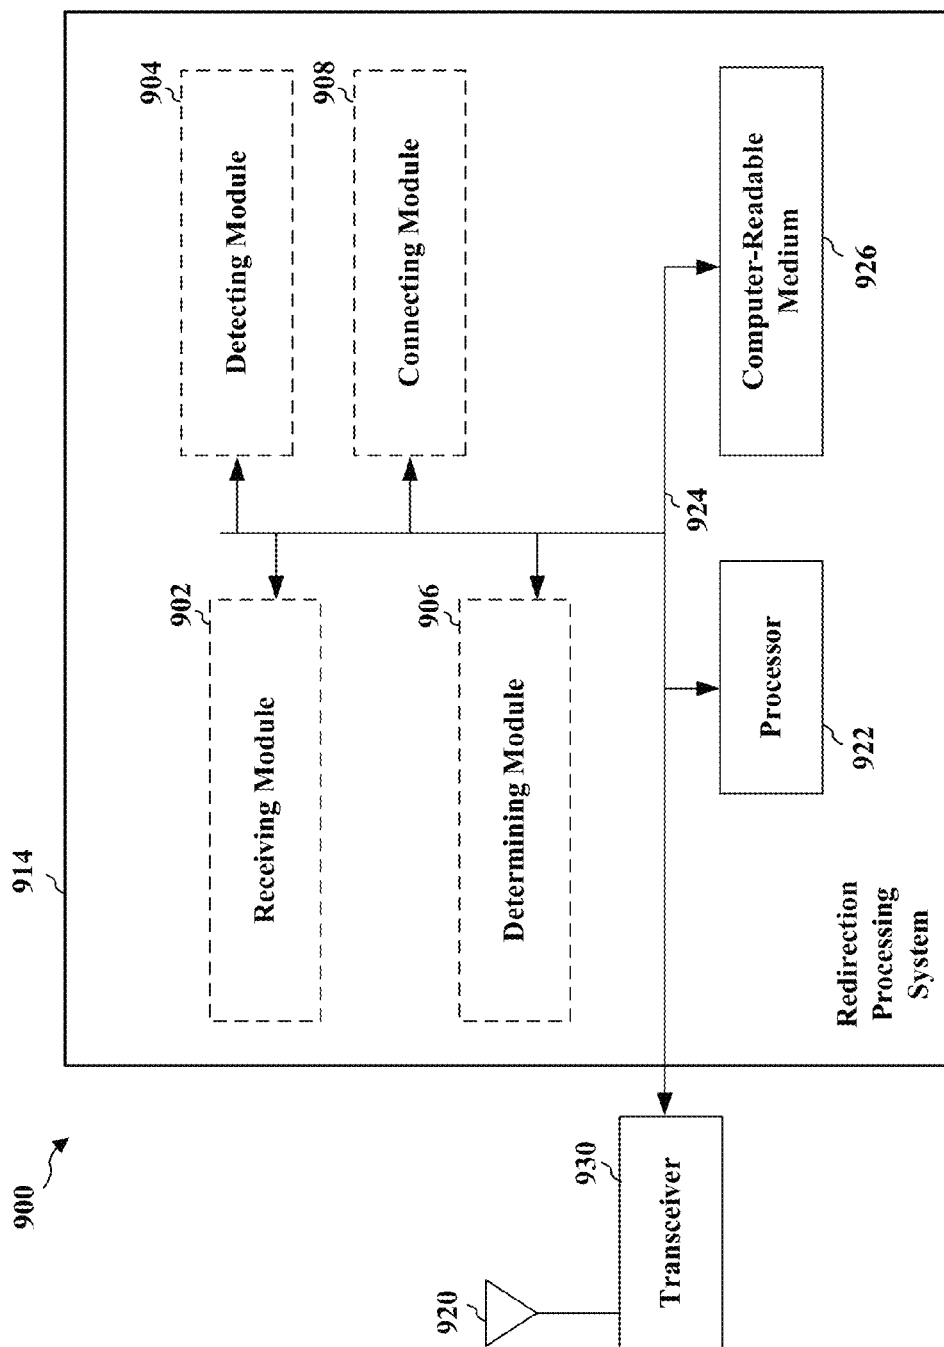 900
914
902
Receiving Module
904
Detecting Module
906
Determining Module
908
Connecting Module
920
930
Transceiver
924
Processor
922
Computer-Readable
Medium
926
Redirection
Processing
System